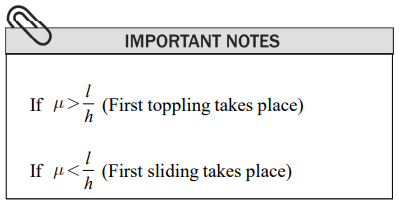 IMPORTANT NOTES
If μ > l/h (First toppling takes place)
If μ < l/h (First sliding takes place)